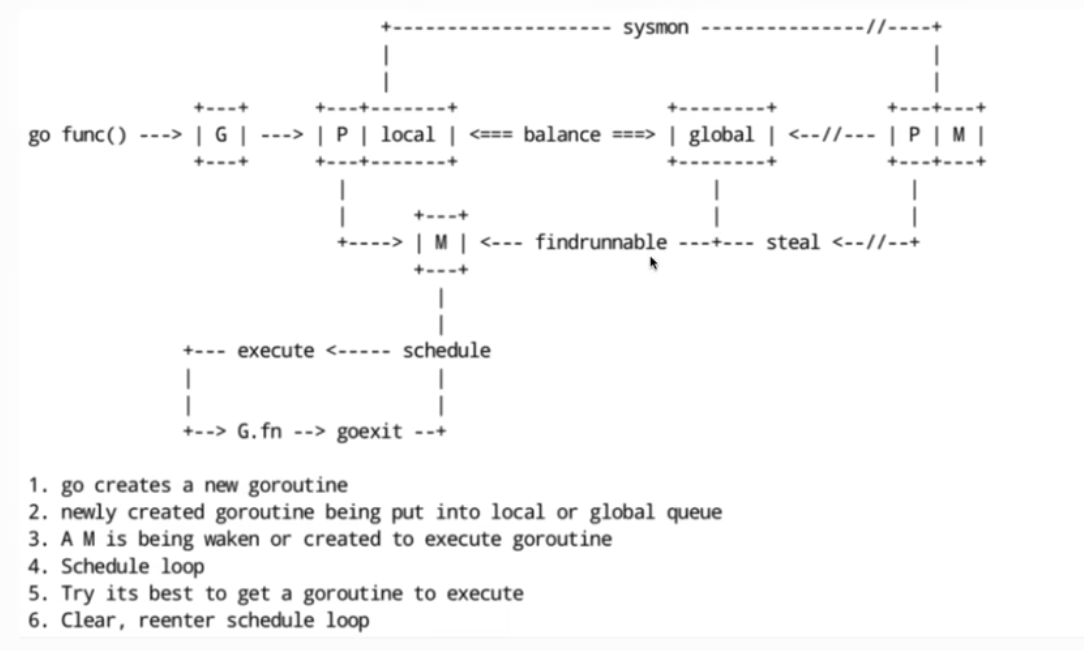 +------------------- sysmon ---------------//----+
| |
| |
+---+ +---+-------+ +--------+ +---+---+
go func() ---> | G | ---> | P | local | <=== balance ===> | global | <--//--- | P | M |
+---+ +---+-------+ +--------+ +---+---+
| | |
| +---+ | |
+----> | M | <--- findrunnable ---+--- steal <--//--+
+---+
|
|
+--- execute <----- schedule
| |
| |
+--> G.fn --> goexit --+
1. go creates a new goroutine
2. newly created goroutine being put into local or global queue
3. A M is being waken or created to execute goroutine
4. Schedule loop
5. Try its best to get a goroutine to execute
6. Clear, reenter schedule loop